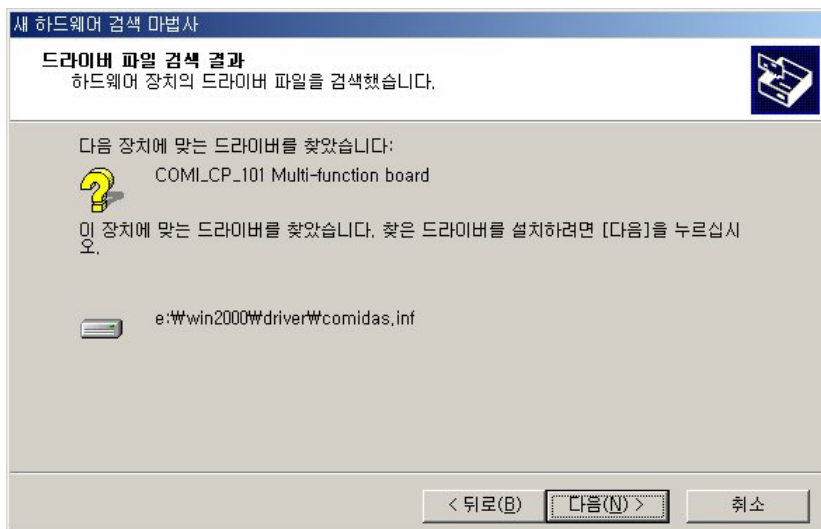 새 하드웨어 검색 마법사
드라이버 파일 검색 결과
하드웨어 장치의 드라이버 파일을 검색했습니다.
다음 장치에 맞는 드라이버를 찾았습니다:
COMI_CP_101 Multi-function board
이 장치에 맞는 드라이버를 찾았습니다. 찾은 드라이버를 설치하려면 [다음]을 누르십시
오.
e:₩win2000₩driver₩comidas.inf
< 뒤로(B) 다음(N) > 취소